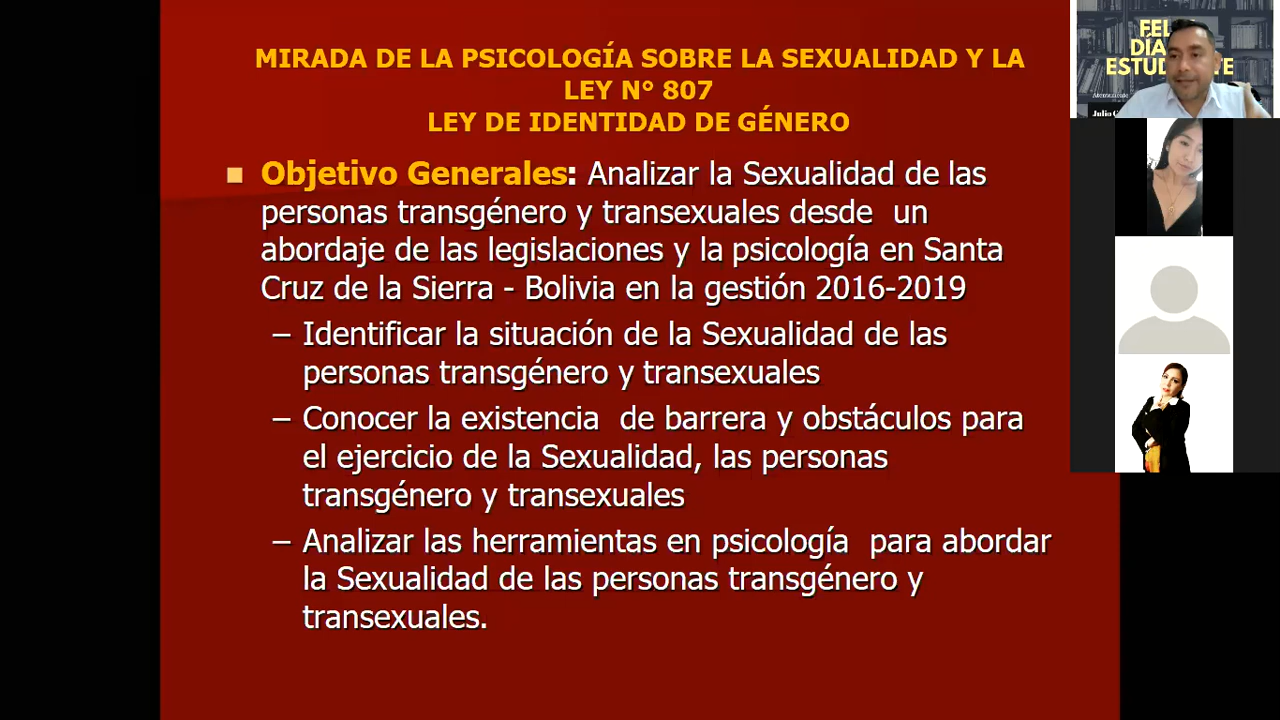 MIRADA DE LA PSICOLOGÍA SOBRE LA SEXUALIDAD Y LA
LEY N° 807
LEY DE IDENTIDAD DE GÉNERO
Objetivo Generales: Analizar la Sexualidad de las
personas transgénero y transexuales desde un
abordaje de las legislaciones y la psicología en Santa
Cruz de la Sierra - Bolivia en la gestión 2016-2019
– Identificar la situación de la Sexualidad de las
personas transgénero y transexuales
– Conocer la existencia de barrera y obstáculos para
el ejercicio de la Sexualidad, las personas
transgénero y transexuales
– Analizar las herramientas en psicología para abordar
la Sexualidad de las personas transgénero y
transexuales.